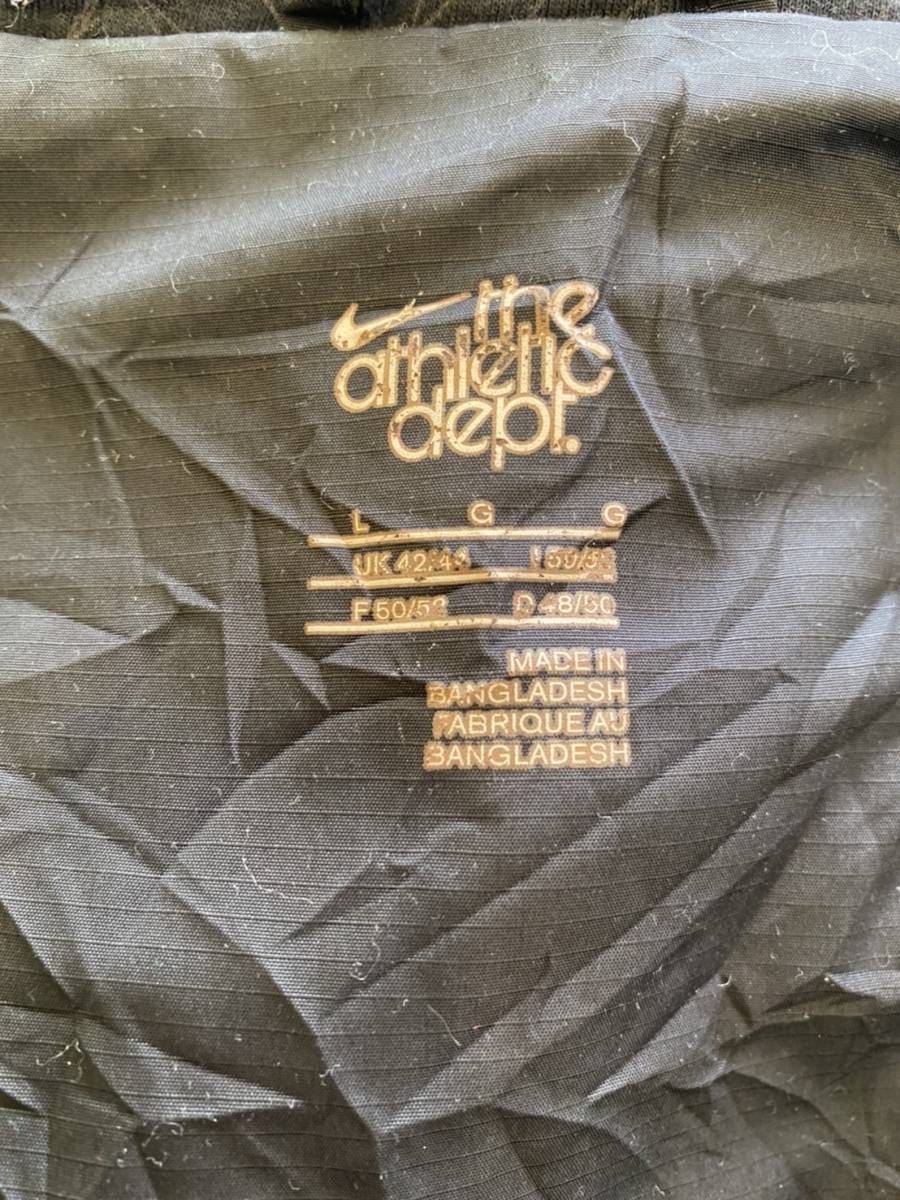 the
athletic
dept.
L G G
UK 42/44
F 50/52 D 48/50
MADE IN
BANGLADESH
FABRIQUE AU
BANGLADESH